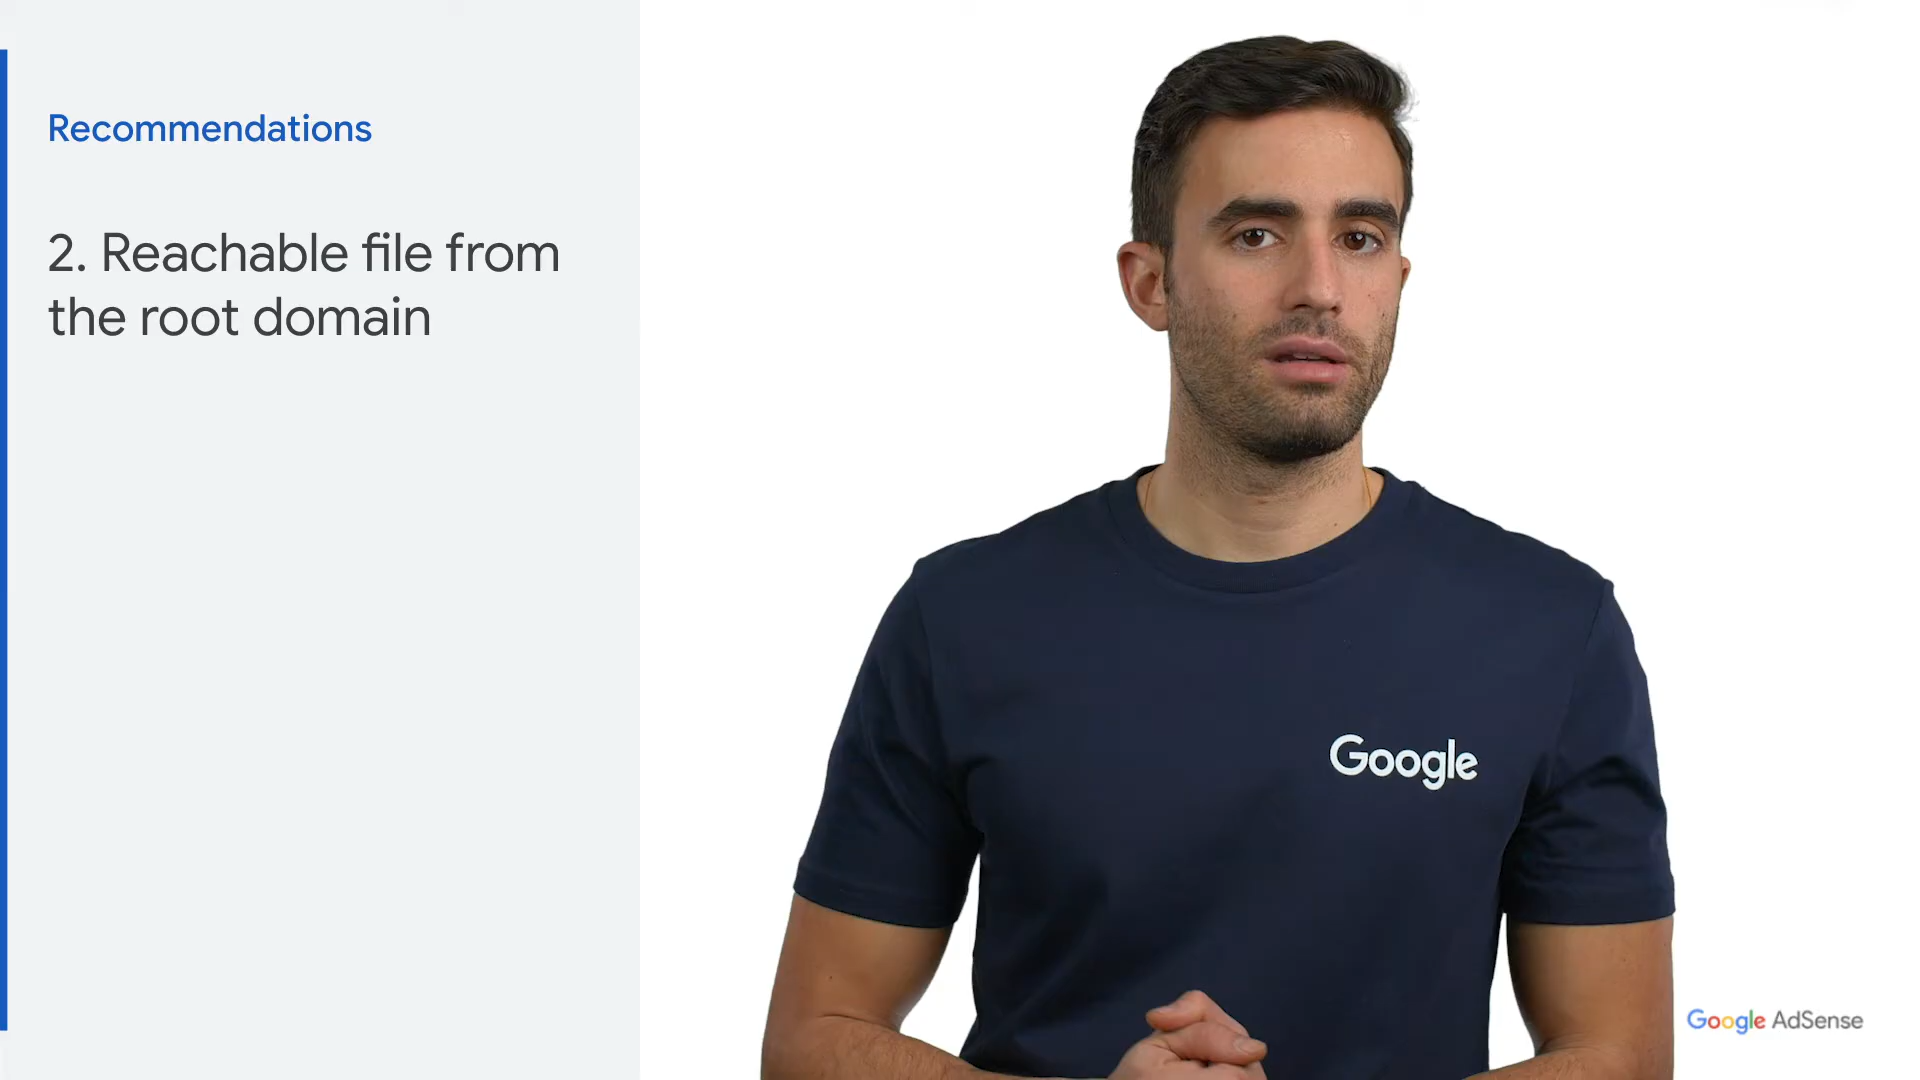 Recommendations
2. Reachable file from
the root domain
Google
Google AdSense